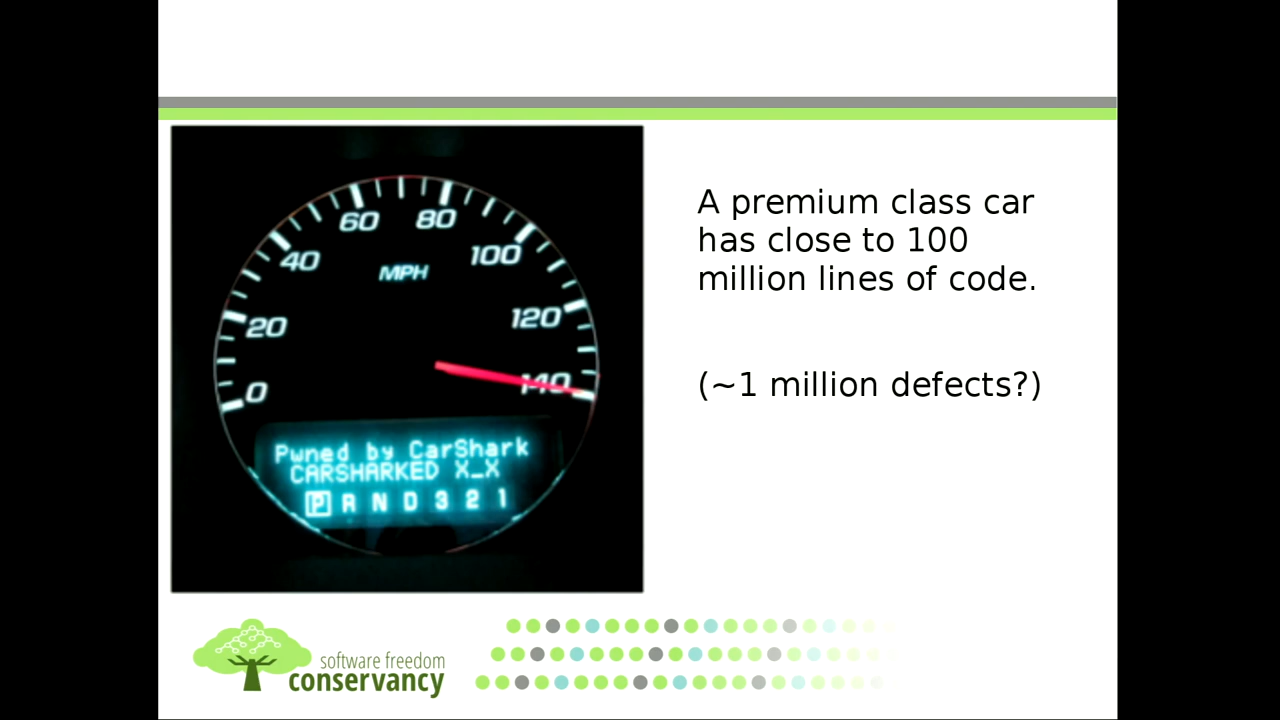 60 80
40 100
MPH
20 120
0 140
Pwned by CarShark
CARSHARKED X_X
P R N D 3 2 1
A premium class car
has close to 100
million lines of code.
(~1 million defects?)
software freedom
conservancy